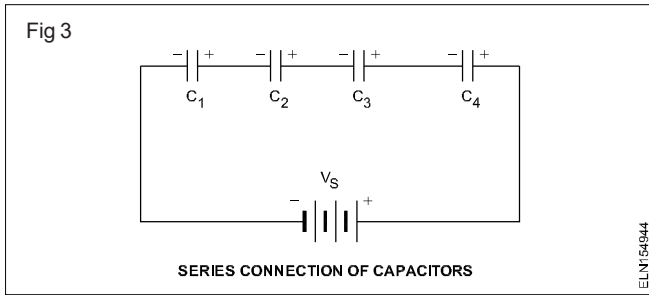 Fig 3
– + – + – + – +
C1 C2 C3 C4
VS
– +
SERIES CONNECTION OF CAPACITORS
ELN154944